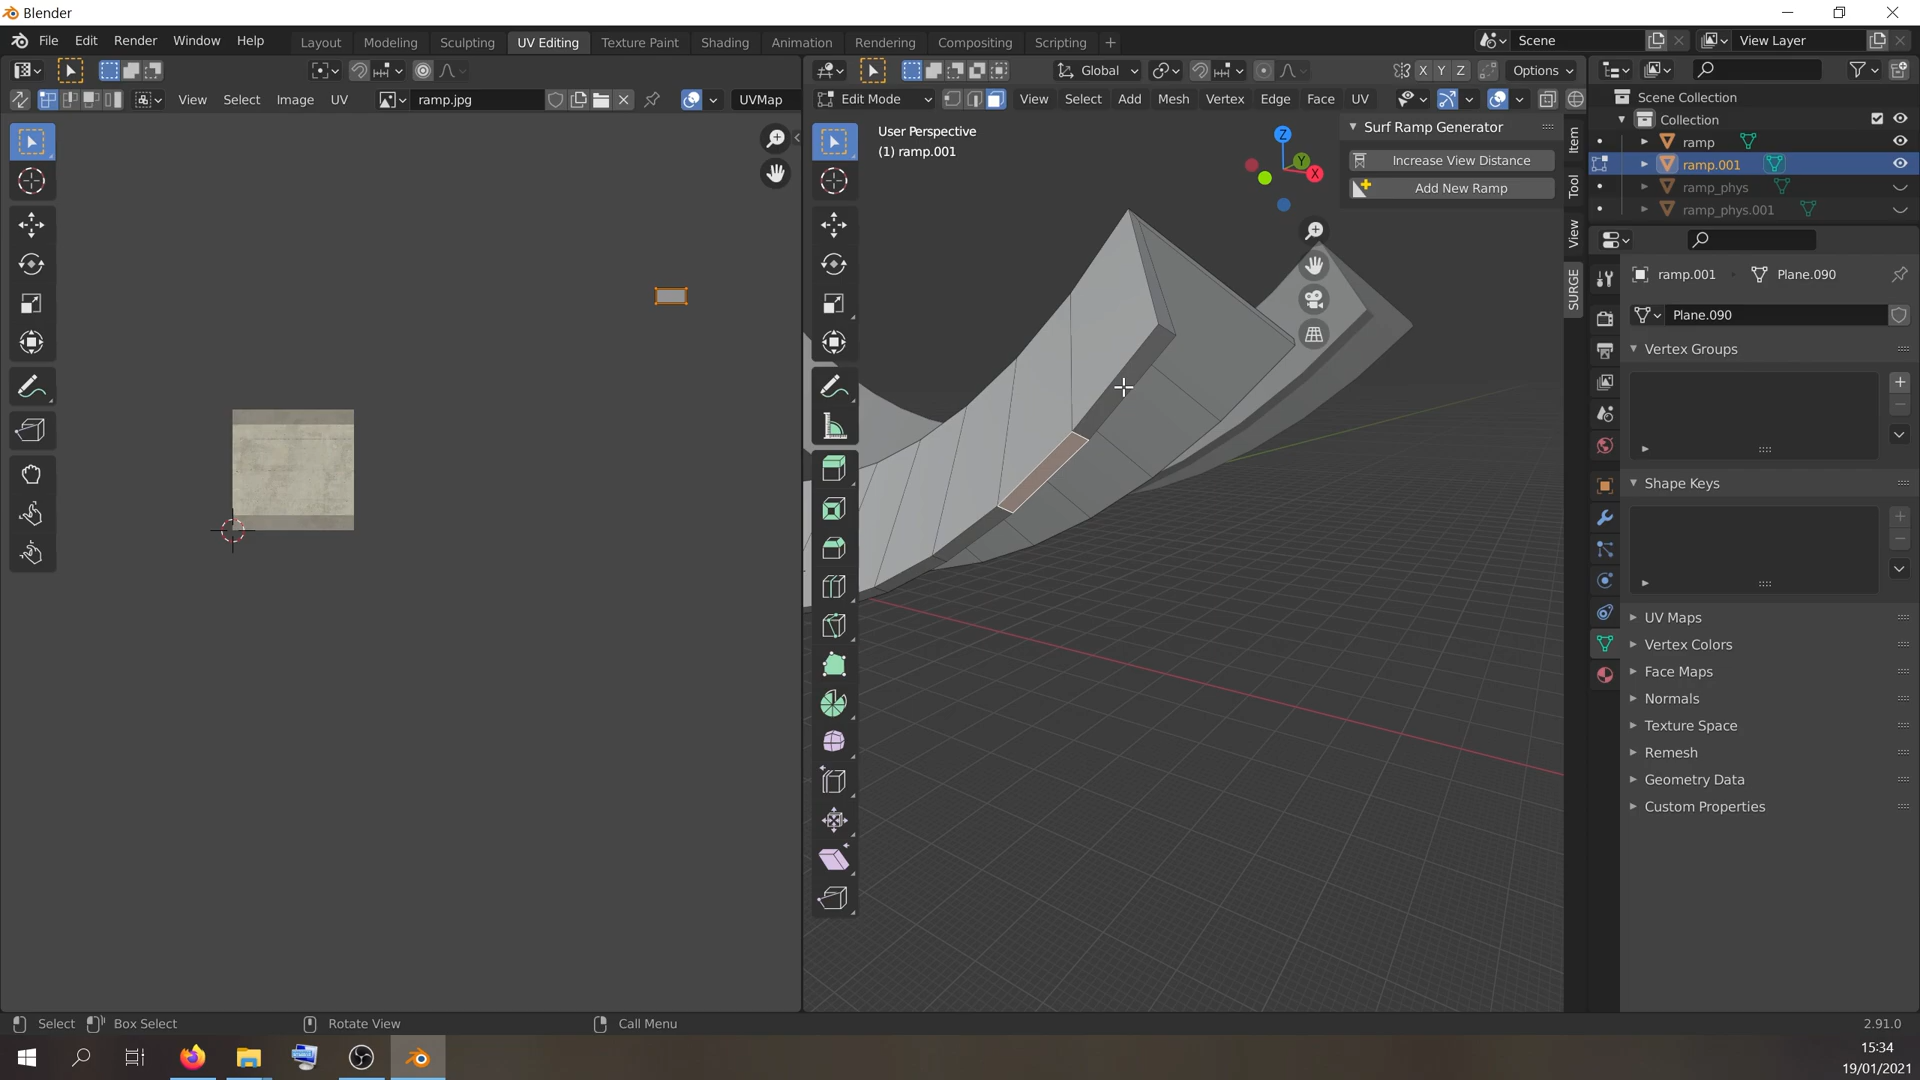 Blender
File Edit Render Window Help
Layout Modeling Sculpting UV Editing Texture Paint Shading Animation Rendering Compositing Scripting +
Scene
View Layer
Global
X Y Z
Options
View Select Image UV
ramp.jpg
UVMap
Edit Mode
View Select Add Mesh Vertex Edge Face UV
User Perspective
(1) ramp.001
Z
Y
X
Surf Ramp Generator
Increase View Distance
Add New Ramp
Item
Tool
View
SURGE
Scene Collection
Collection
ramp
ramp.001
ramp_phys
ramp_phys.001
ramp.001
Plane.090
Plane.090
Vertex Groups
Shape Keys
UV Maps
Vertex Colors
Face Maps
Normals
Texture Space
Remesh
Geometry Data
Custom Properties
Select Box Select Rotate View Call Menu
2.91.0
15:34
19/01/2021